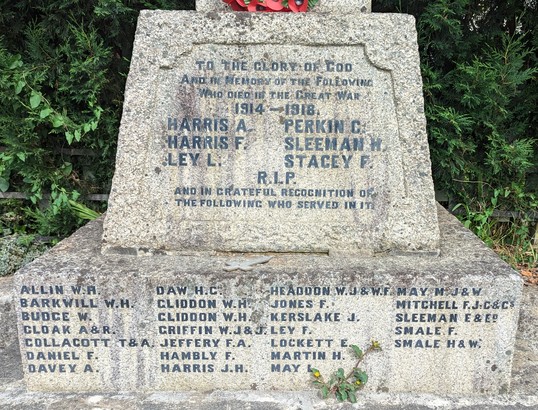 TO THE GLORY OF GOD
AND IN MEMORY OF THE FOLLOWING
WHO DIED IN THE GREAT WAR
1914-1918.
HARRIS A. PERKIN C.
HARRIS F. SLEEMAN H.
LEY L. STACEY F.
R.I.P.
AND IN GRATEFUL RECOGNITION OF
THE FOLLOWING WHO SERVED IN IT.
ALLIN W.H.
BARKWILL W.H.
BUDGE W.
CLOAK A&R.
COLLACOTT T&A.
DANIEL F.
DAVEY A.
DAW H.C.
GLIDDON W.H.
GLIDDON W.H.
GRIFFIN W.J&J.
JEFFERY F.A.
HAMBLY F.
HARRIS J.H.
HEADDON W.J&W.F.
JONES F.
KERSLAKE J.
LEY F.
LOCKETT E.
MARTIN H.
MAY L.
MAY M.J&W
MITCHELL F.J.C&
SLEEMAN E&
SMALE F.
SMALE H&W.